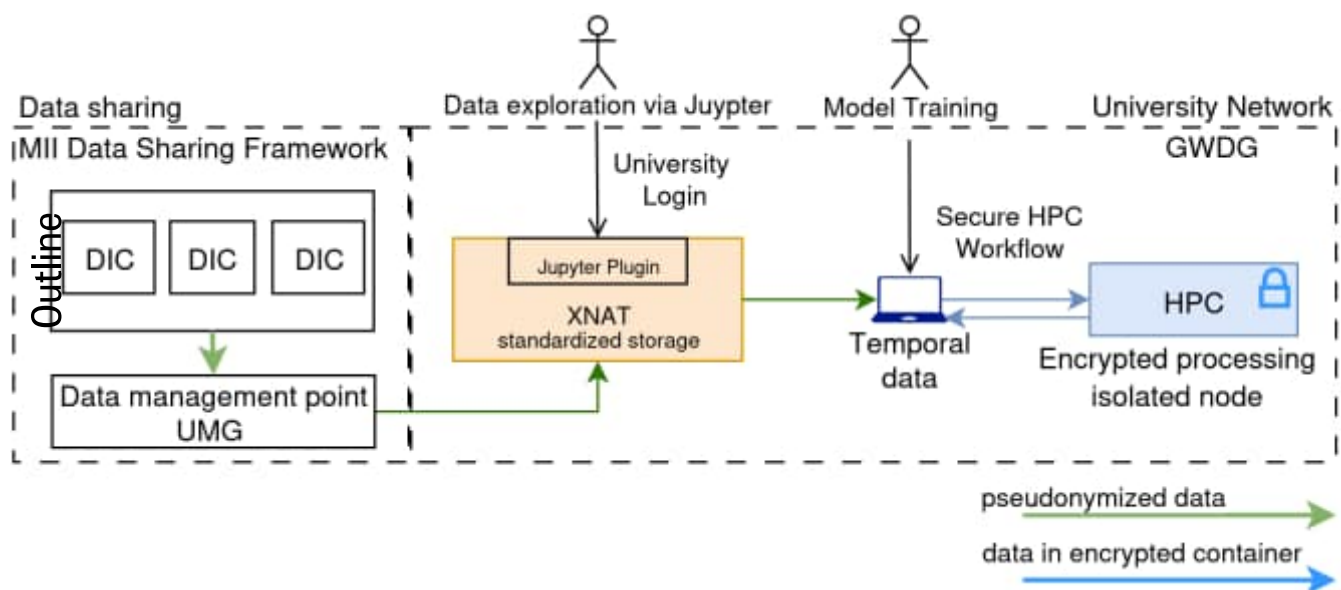 Data sharing
Data exploration via Juypter
Model Training
University Network
MII Data Sharing Framework
GWDG
Outline
DIC
DIC
DIC
University
Login
Secure HPC
Workflow
Jupyter Plugin
XNAT
standardized storage
HPC
Temporal
data
Encrypted processing
isolated node
Data management point
UMG
pseudonymized data
data in encrypted container